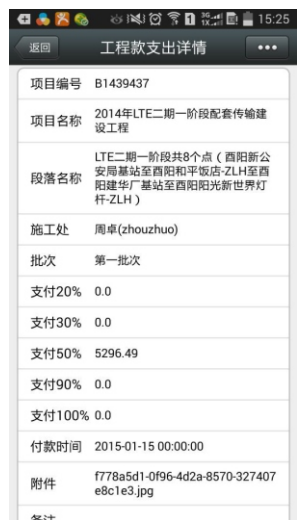 15:25
返回
工程款支出详情
项目编号 B1439437
项目名称 2014年LTE二期一阶段配套传输建
设工程
段落名称 LTE二期一阶段共8个点（酉阳新公
安局基站至酉阳和平饭店-ZLH至酉
阳建华厂基站至酉阳阳光新世界灯
杆-ZLH）
施工处 周卓(zhouzhuo)
批次 第一批次
支付20% 0.0
支付30% 0.0
支付50% 5296.49
支付90% 0.0
支付100% 0.0
付款时间 2015-01-15 00:00:00
附件 f778a5d1-0f96-4d2a-8570-327407
e8c1e3.jpg
备注